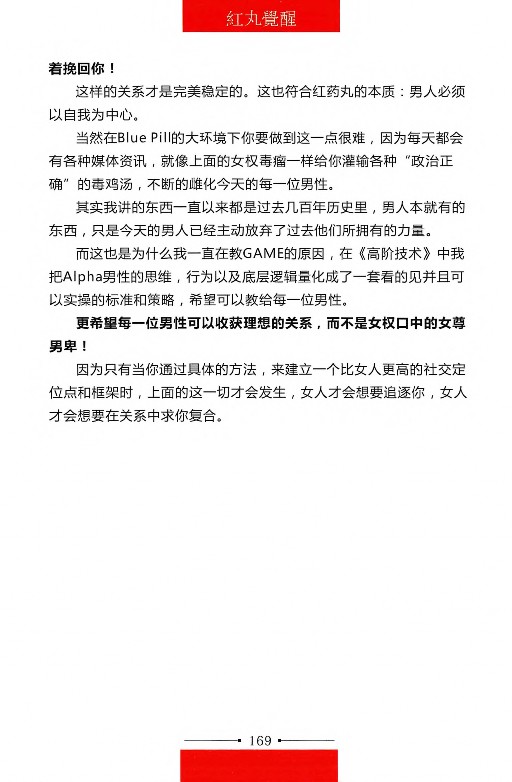 紅丸覺醒
着挽回你！
这样的关系才是完美稳定的。这也符合红药丸的本质：男人必须
以自我为中心。
当然在Blue Pill的大环境下你要做到这一点很难，因为每天都会
有各种媒体资讯，就像上面的女权毒瘤一样给你灌输各种“政治正
确”的毒鸡汤，不断的雌化今天的每一位男性。
其实我讲的东西一直以来都是过去几百年历史里，男人本就有的
东西，只是今天的男人已经主动放弃了过去他们所拥有的力量。
而这也是为什么我一直在教GAME的原因，在《高阶技术》中我
把Alpha男性的思维，行为以及底层逻辑量化成了一套看的见并且可
以实操的标准和策略，希望可以教给每一位男性。
更希望每一位男性可以收获理想的关系，而不是女权口中的女尊
男卑！
因为只有当你通过具体的方法，来建立一个比女人更高的社交定
位点和框架时，上面的这一切才会发生，女人才会想要追逐你，女人
才会想要在关系中求你复合。
169